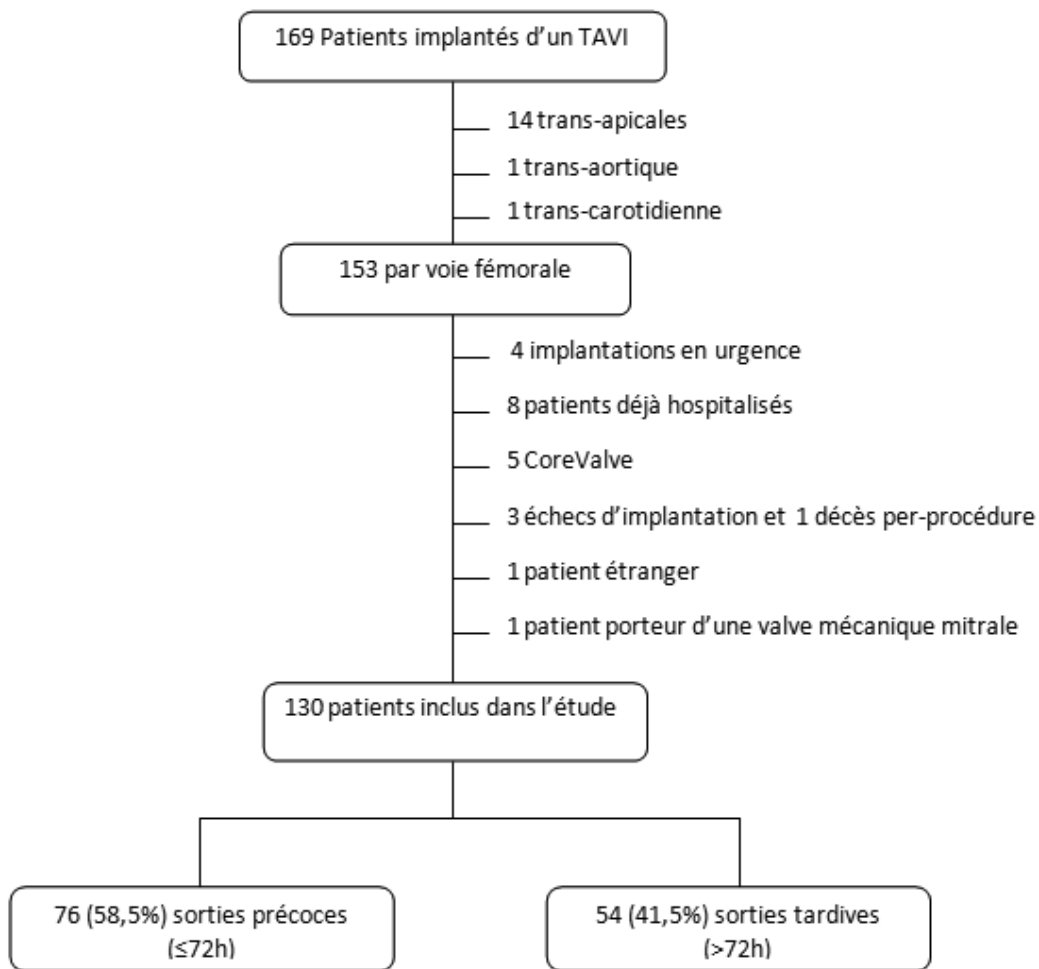 169 Patients implantés d’un TAVI
14 trans-apicales
1 trans-aortique
1 trans-carotidienne
153 par voie fémorale
4 implantations en urgence
8 patients déjà hospitalisés
5 CoreValve
3 échecs d’implantation et 1 décès per-procédure
1 patient étranger
1 patient porteur d’une valve mécanique mitrale
130 patients inclus dans l’étude
76 (58,5%) sorties précoces
(≤72h)
54 (41,5%) sorties tardives
(>72h)